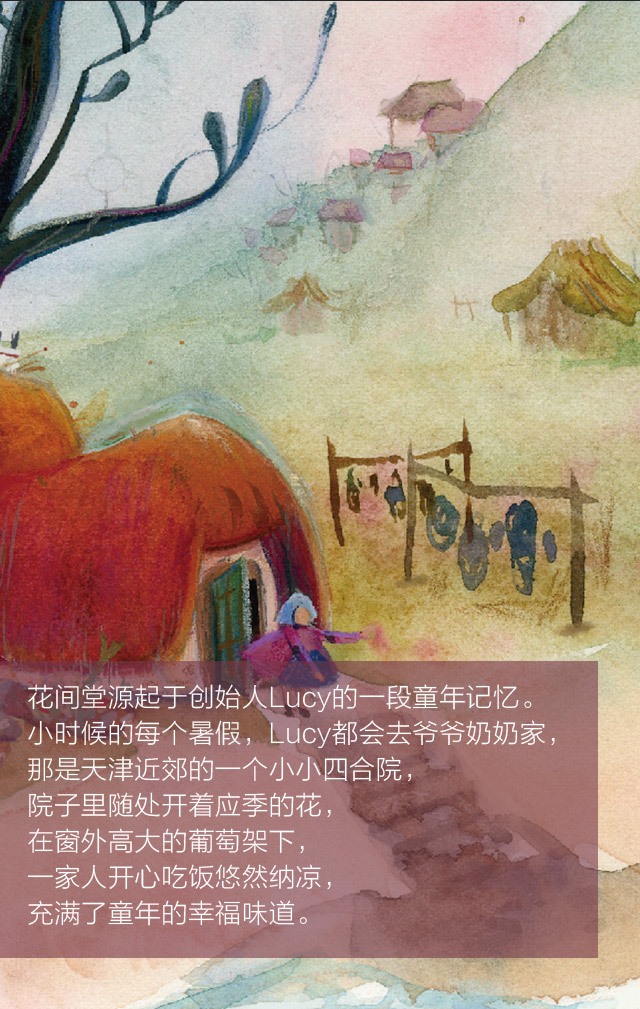 花间堂源起于创始人Lucy的一段童年记忆。
小时候的每个暑假，Lucy都会去爷爷奶奶家，
那是天津近郊的一个小小四合院，
院子里随处开着应季的花，
在窗外高大的葡萄架下，
一家人开心吃饭悠然纳凉，
充满了童年的幸福味道。